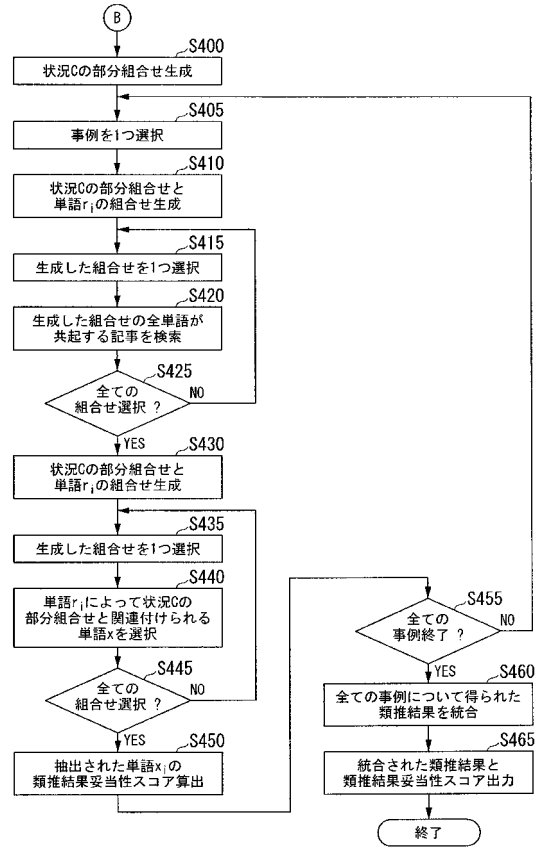 B
S400
状況Cの部分組合せ生成
S405
事例を1つ選択
S410
状況Cの部分組合せと
単語riの組合せ生成
S415
生成した組合せを1つ選択
S420
生成した組合せの全単語が
共起する記事を検索
S425
全ての
組合せ選択 ?
NO
YES
S430
状況Cの部分組合せと
単語riの組合せ生成
S435
生成した組合せを1つ選択
S440
単語riによって状況Cの
部分組合せと関連付けられる
単語xを選択
S445
全ての
組合せ選択 ?
NO
YES
S450
抽出された単語xiの
類推結果妥当性スコア算出
S455
全ての
事例終了 ?
NO
YES
S460
全ての事例について得られた
類推結果を統合
S465
統合された類推結果と
類推結果妥当性スコア出力
終了